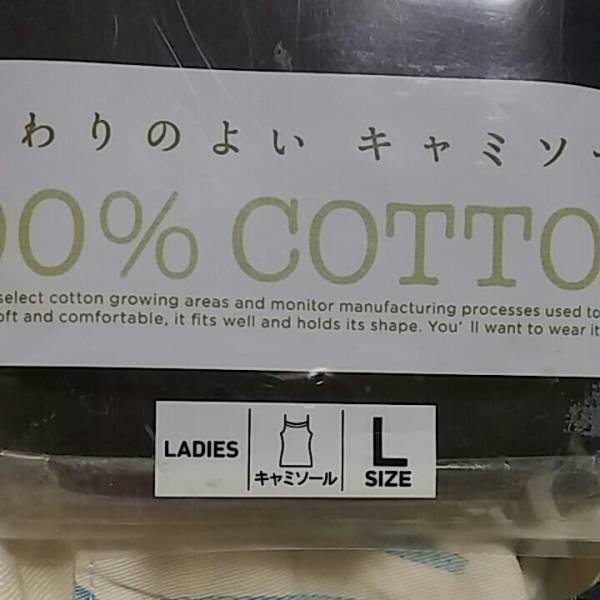 わりのよい キャミソー
00% COTTO
select cotton growing areas and monitor manufacturing processes used to
oft and comfortable, it fits well and holds its shape. You' ll want to wear it
LADIES
キャミソール
L
SIZE